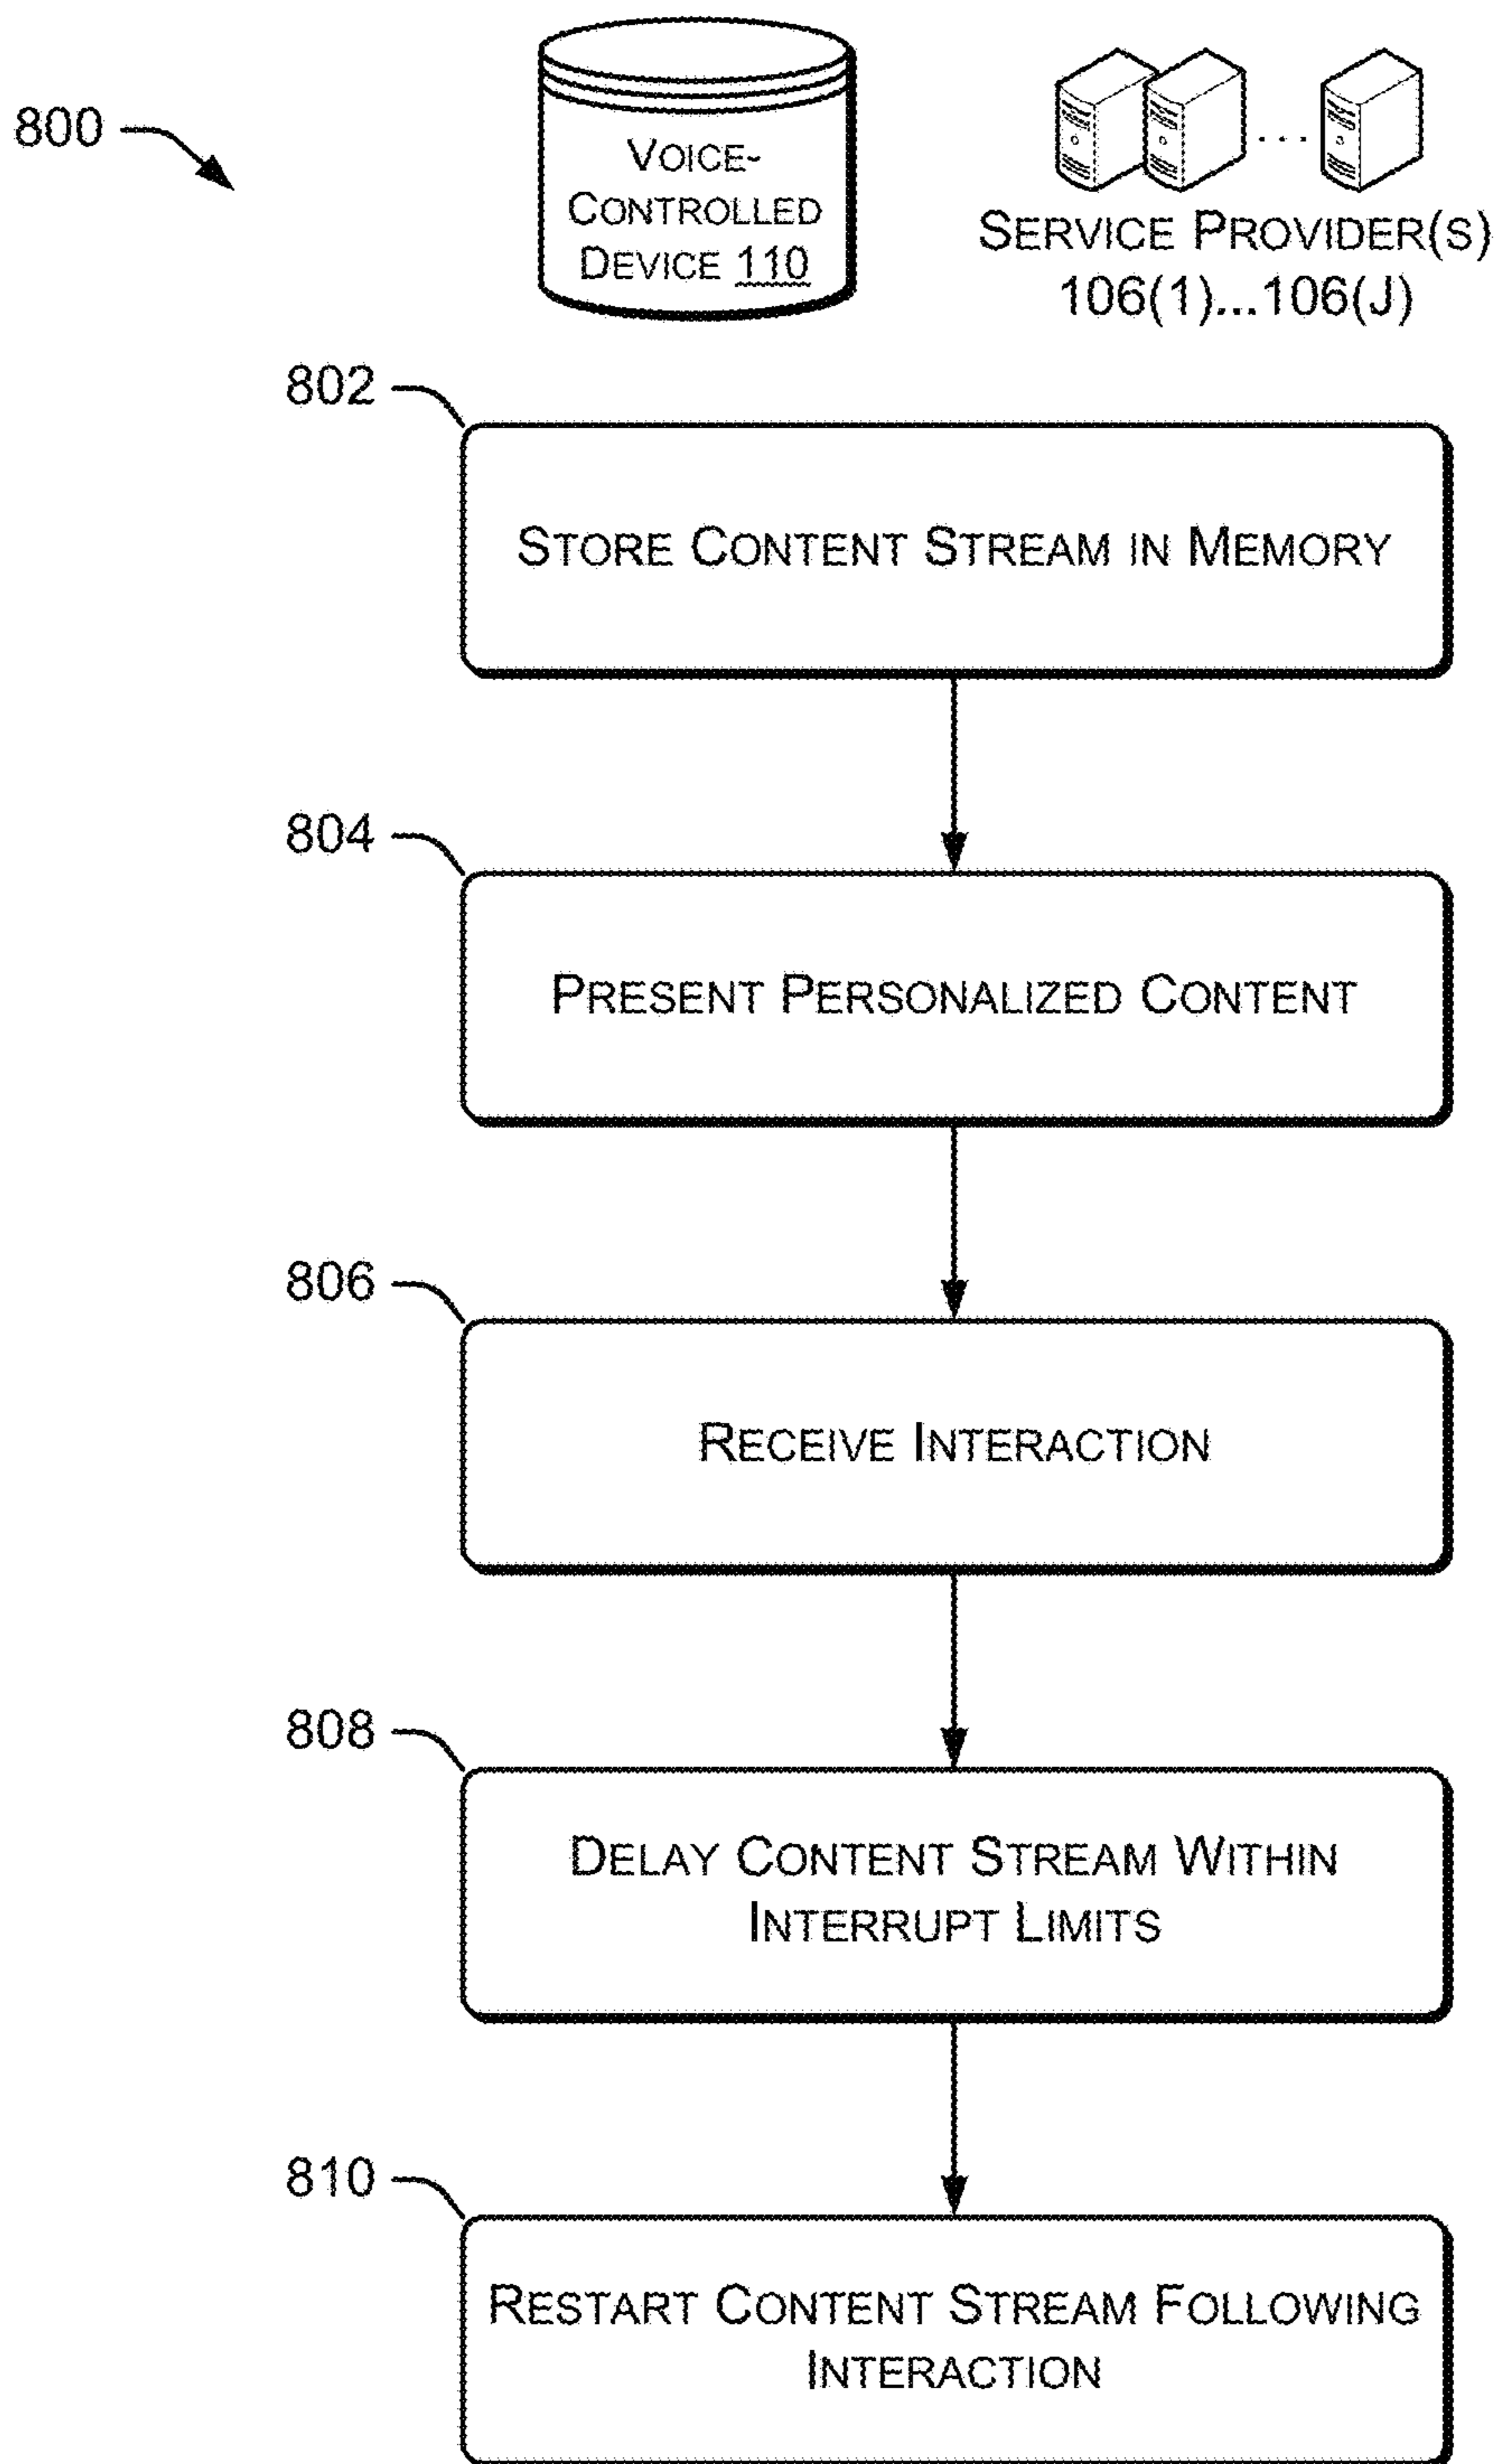 800
VOICE-
CONTROLLED
DEVICE 110
SERVICE PROVIDER(S)
106(1)...106(J)
802
STORE CONTENT STREAM IN MEMORY
804
PRESENT PERSONALIZED CONTENT
806
RECEIVE INTERACTION
808
DELAY CONTENT STREAM WITHIN
INTERRUPT LIMITS
810
RESTART CONTENT STREAM FOLLOWING
INTERACTION